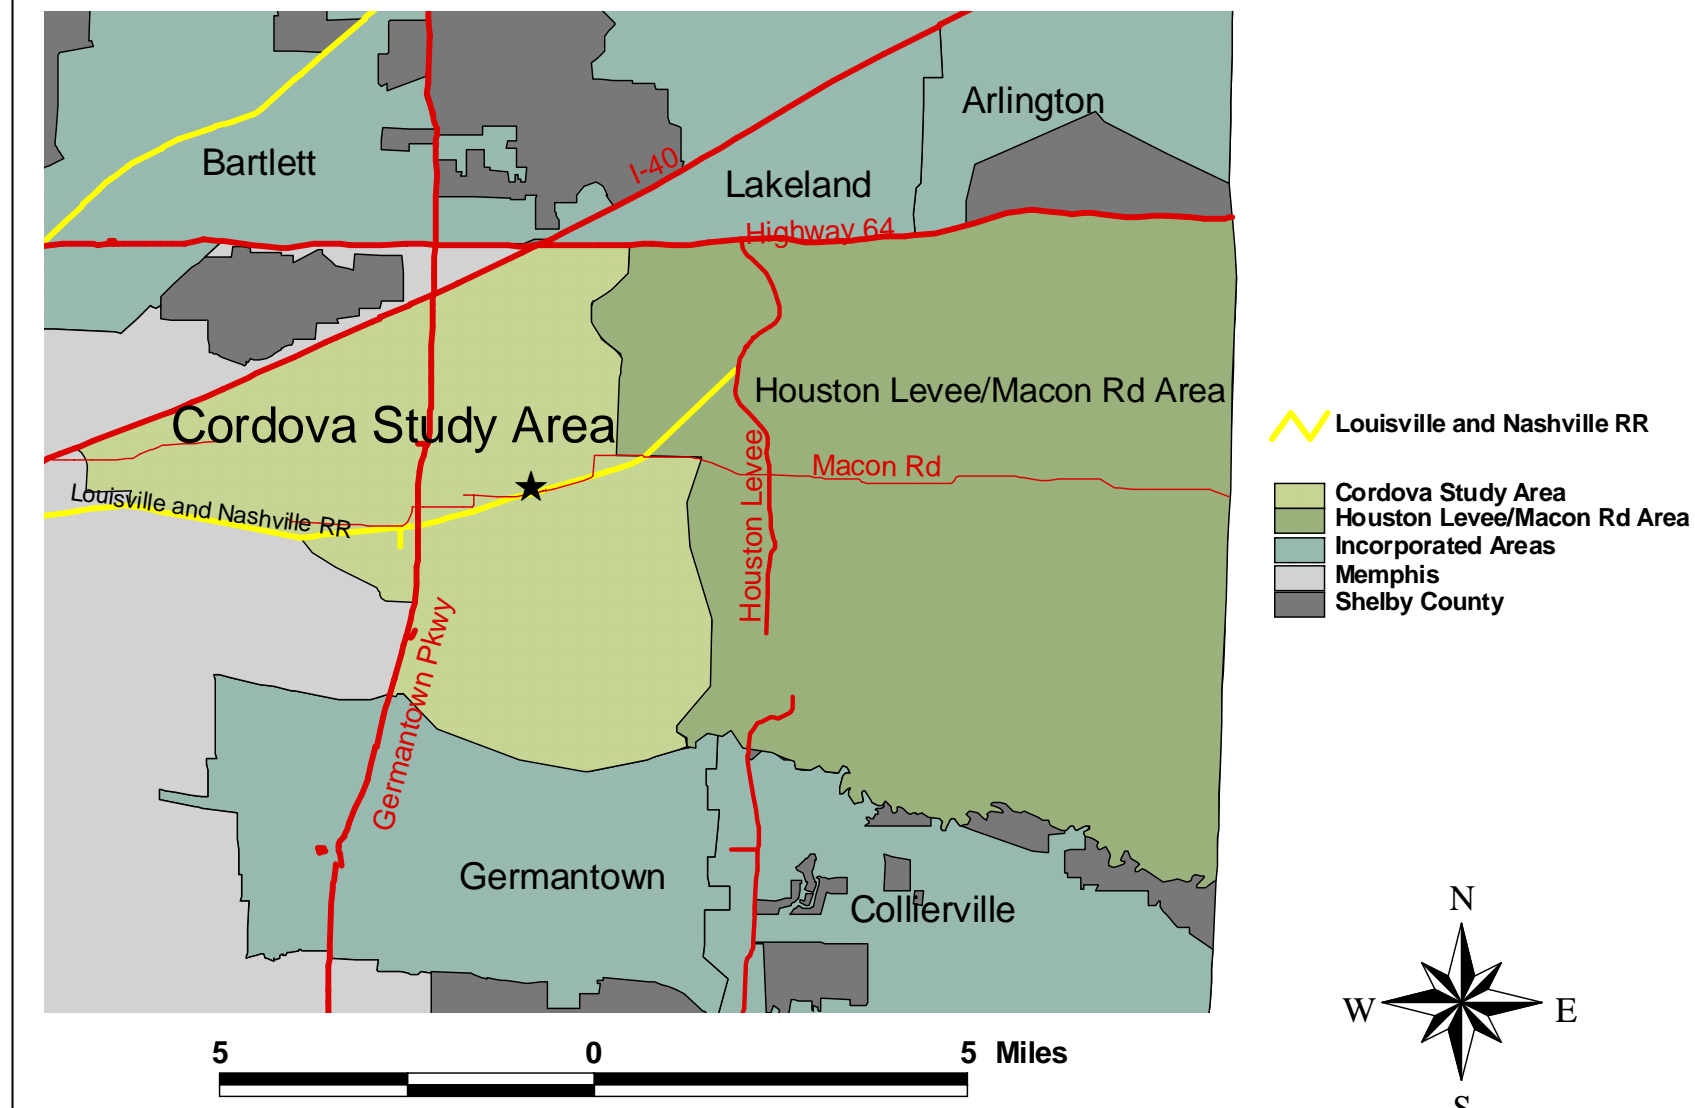 Arlington
Bartlett
I-40
Lakeland
Highway 64
Houston Levee/Macon Rd Area
Cordova Study Area
Macon Rd
Houston Levee
Louisville and Nashville RR
Germantown Pkwy
Germantown
Collierville
Louisville and Nashville RR
Cordova Study Area
Houston Levee/Macon Rd Area
Incorporated Areas
Memphis
Shelby County
N
W E
S
5 0 5 Miles